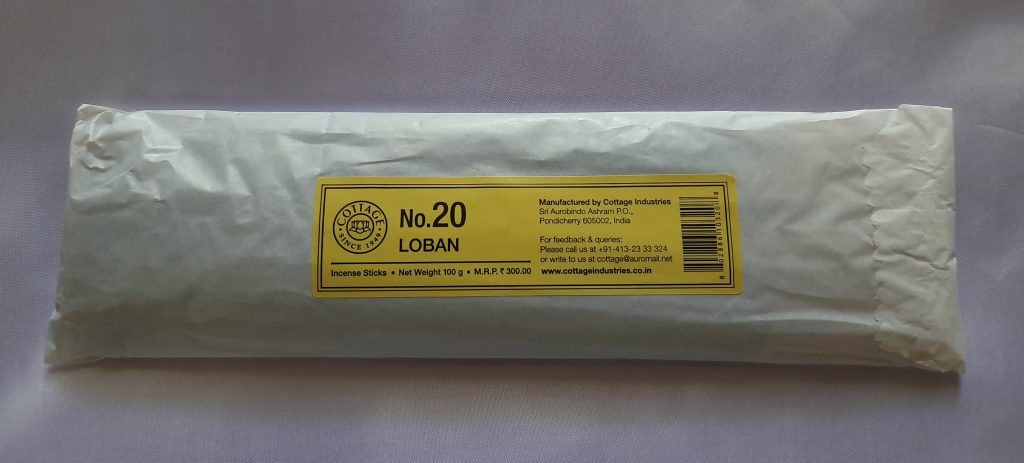 COTTAGE
• SINCE 1949 •
No.20
LOBAN
Incense Sticks • Net Weight 100 g • M.R.P. ₹ 300.00
Manufactured by Cottage Industries
Sri Aurobindo Ashram P.O.,
Pondicherry 605002, India
For feedback & queries:
Please call us at +91-413-23 33 324
or write to us at cottage@auromail.net
www.cottageindustries.co.in